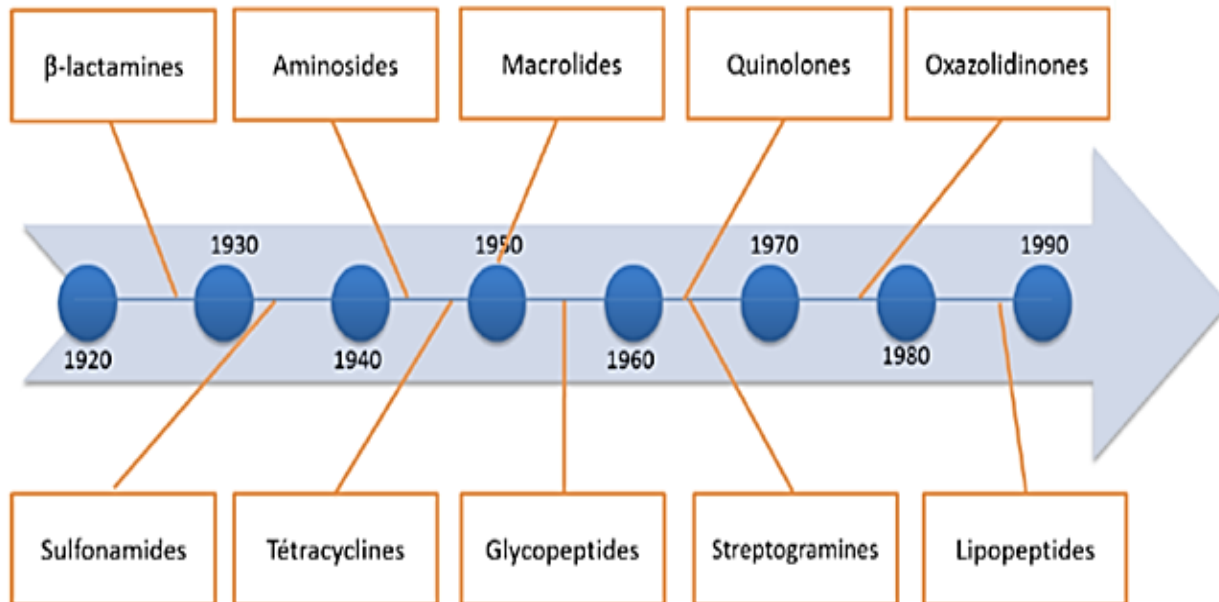 β-lactamines
Aminosides
Macrolides
Quinolones
Oxazolidinones
1930
1950
1970
1990
1920
1940
1960
1980
Sulfonamides
Tétracyclines
Glycopeptides
Streptogramines
Lipopeptides